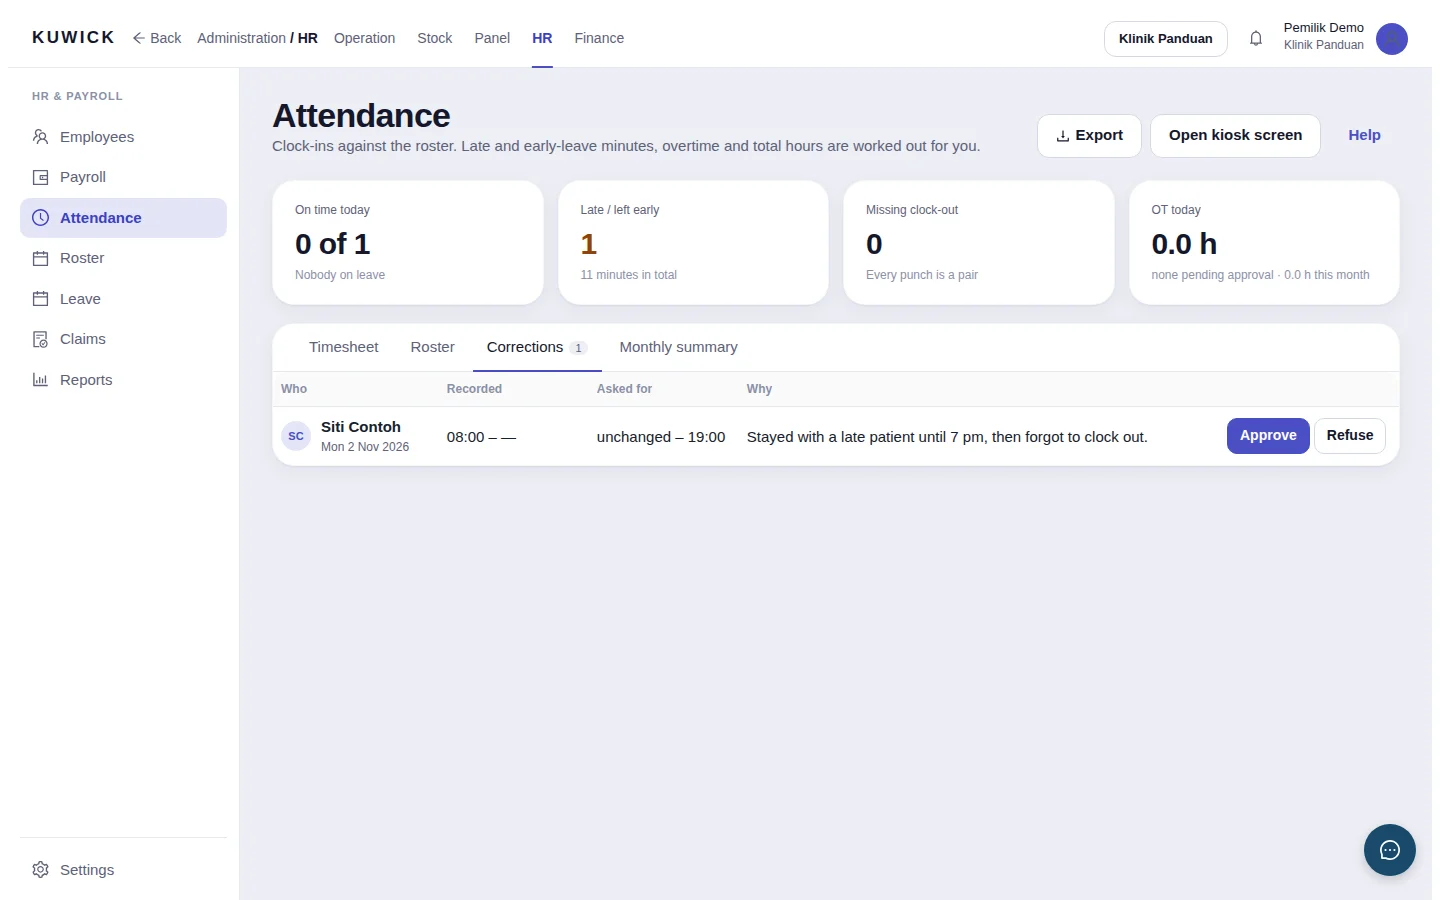 KUWICK
Back
Administration / HR
Operation
Stock
Panel
HR
Finance
Klinik Panduan
Pemilik Demo
Klinik Panduan
HR & PAYROLL
Employees
Payroll
Attendance
Roster
Leave
Claims
Reports
Settings
Attendance
Clock-ins against the roster. Late and early-leave minutes, overtime and total hours are worked out for you.
Export
Open kiosk screen
Help
On time today
0 of 1
Nobody on leave
Late / left early
1
11 minutes in total
Missing clock-out
0
Every punch is a pair
OT today
0.0 h
none pending approval · 0.0 h this month
Timesheet
Roster
Corrections 1
Monthly summary
Who
Recorded
Asked for
Why
SC
Siti Contoh
Mon 2 Nov 2026
08:00 – —
unchanged – 19:00
Stayed with a late patient until 7 pm, then forgot to clock out.
Approve
Refuse